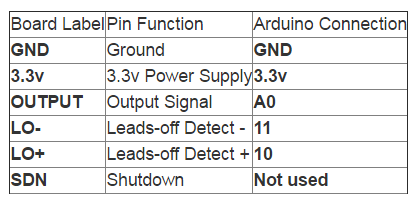 Board Label Pin Function Arduino Connection
GND Ground GND
3.3v 3.3v Power Supply 3.3v
OUTPUT Output Signal A0
LO- Leads-off Detect - 11
LO+ Leads-off Detect + 10
SDN Shutdown Not used